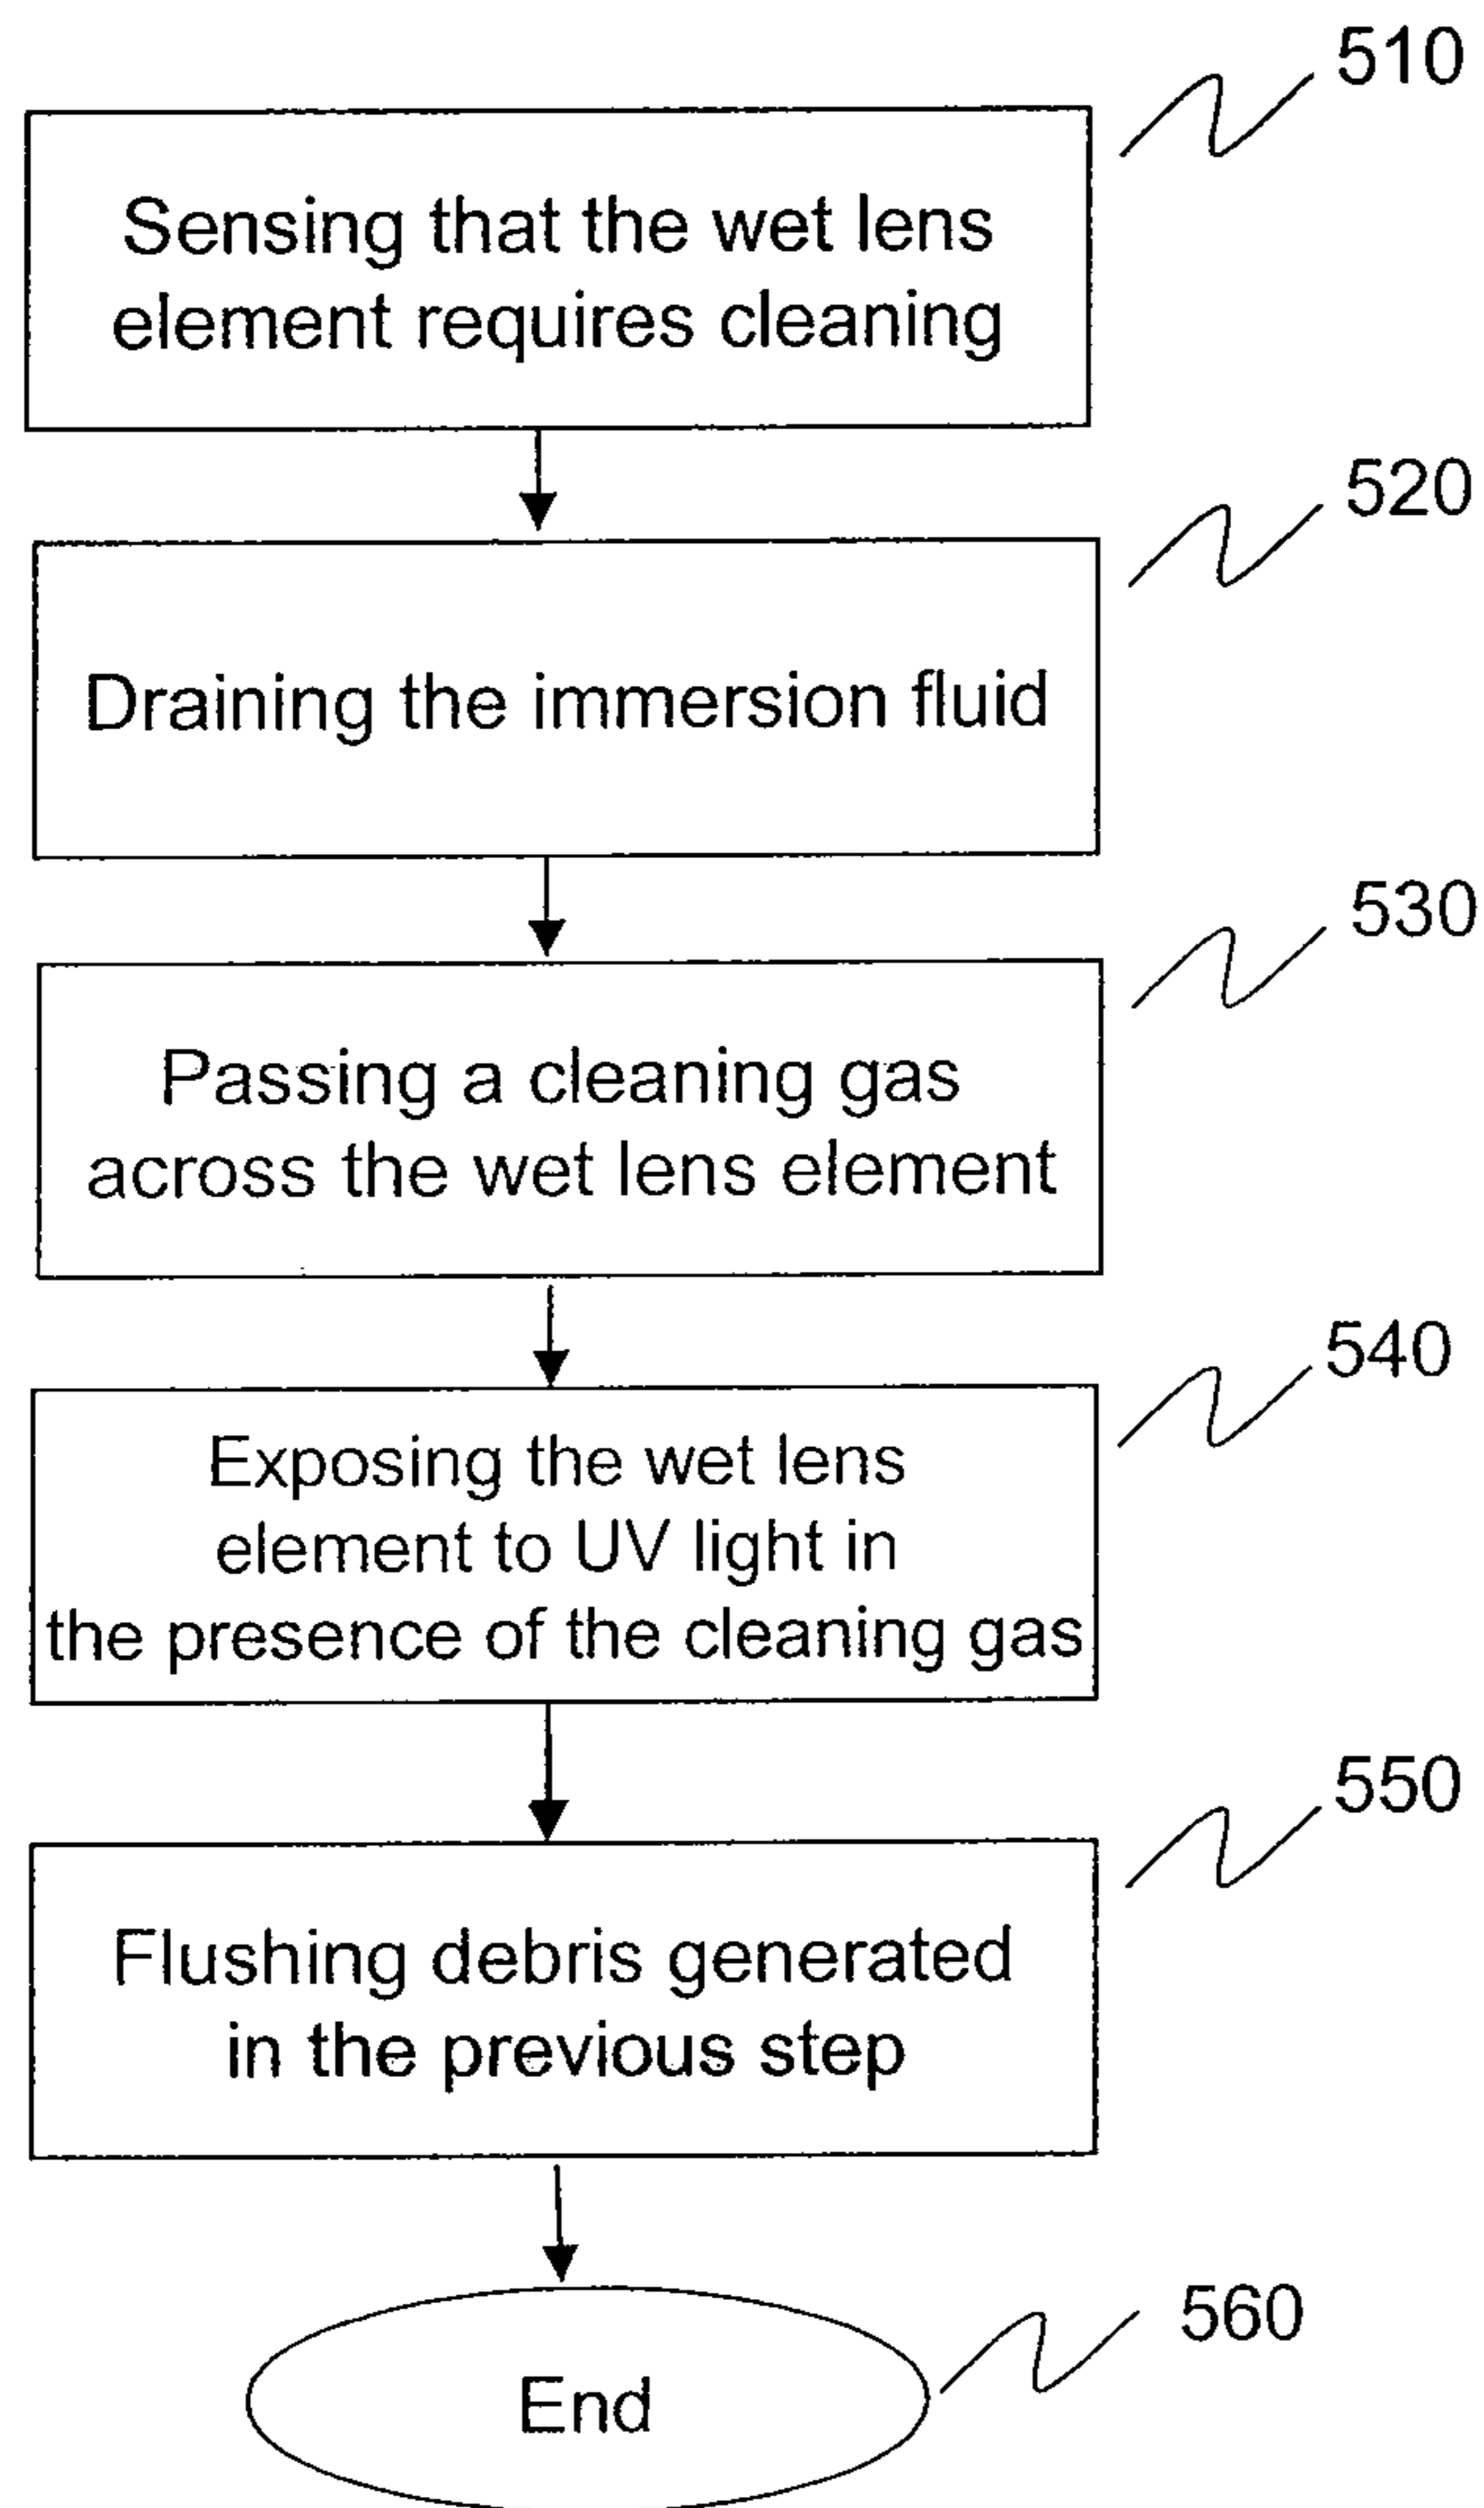 510
Sensing that the wet lens
element requires cleaning
520
Draining the immersion fluid
530
Passing a cleaning gas
across the wet lens element
540
Exposing the wet lens
element to UV light in
the presence of the cleaning gas
550
Flushing debris generated
in the previous step
560
End